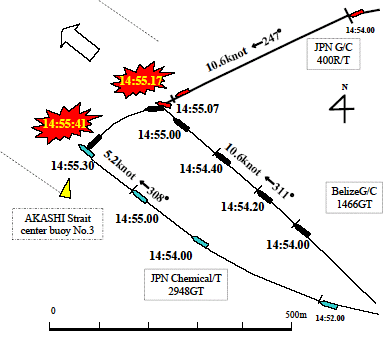 JPN G/C
400R/T
14:54.00
10.6knot ←247°
14:55.17
14:55.07
14:55:41
14:55.00
N
14:55.30
14:54.40
10.6knot ←311°
14:54.20
14:54.00
BelizeG/C
1466GT
5.2knot ←308°
14:55.00
AKASHI Strait
center buoy No.3
14:54.00
JPN Chemical/T
2948GT
14:52.00
0
500m